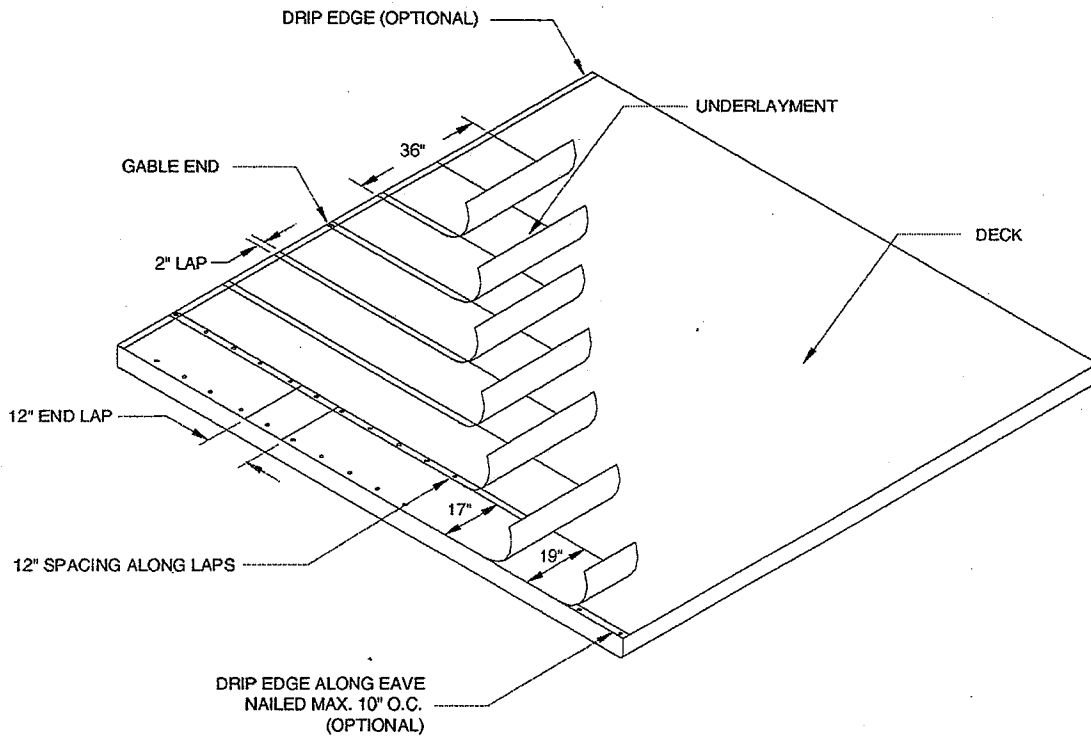 DRIP EDGE (OPTIONAL)
UNDERLAYMENT
36"
GABLE END
DECK
2" LAP
12" END LAP
17"
19"
12" SPACING ALONG LAPS
DRIP EDGE ALONG EAVE
NAILED MAX. 10" O.C.
(OPTIONAL)